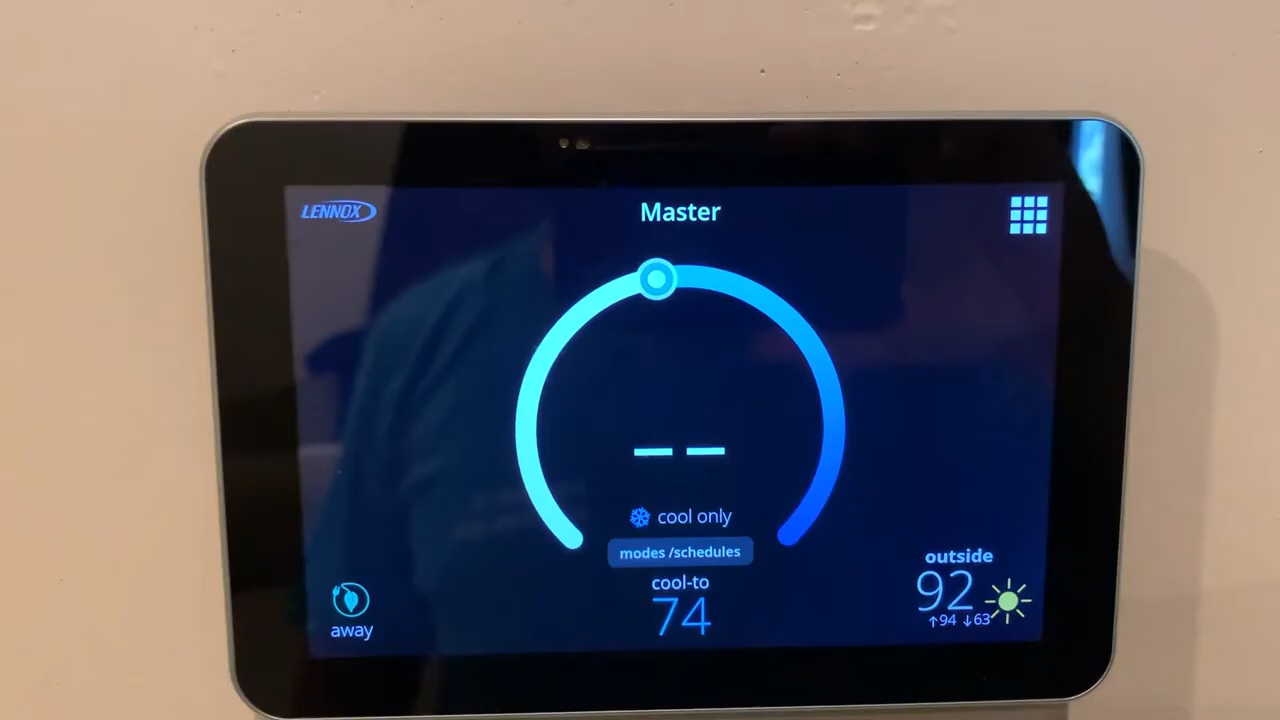 LENNOX
Master
— —
cool only
modes /schedules
cool-to
74
away
outside
92
↑94 ↓63